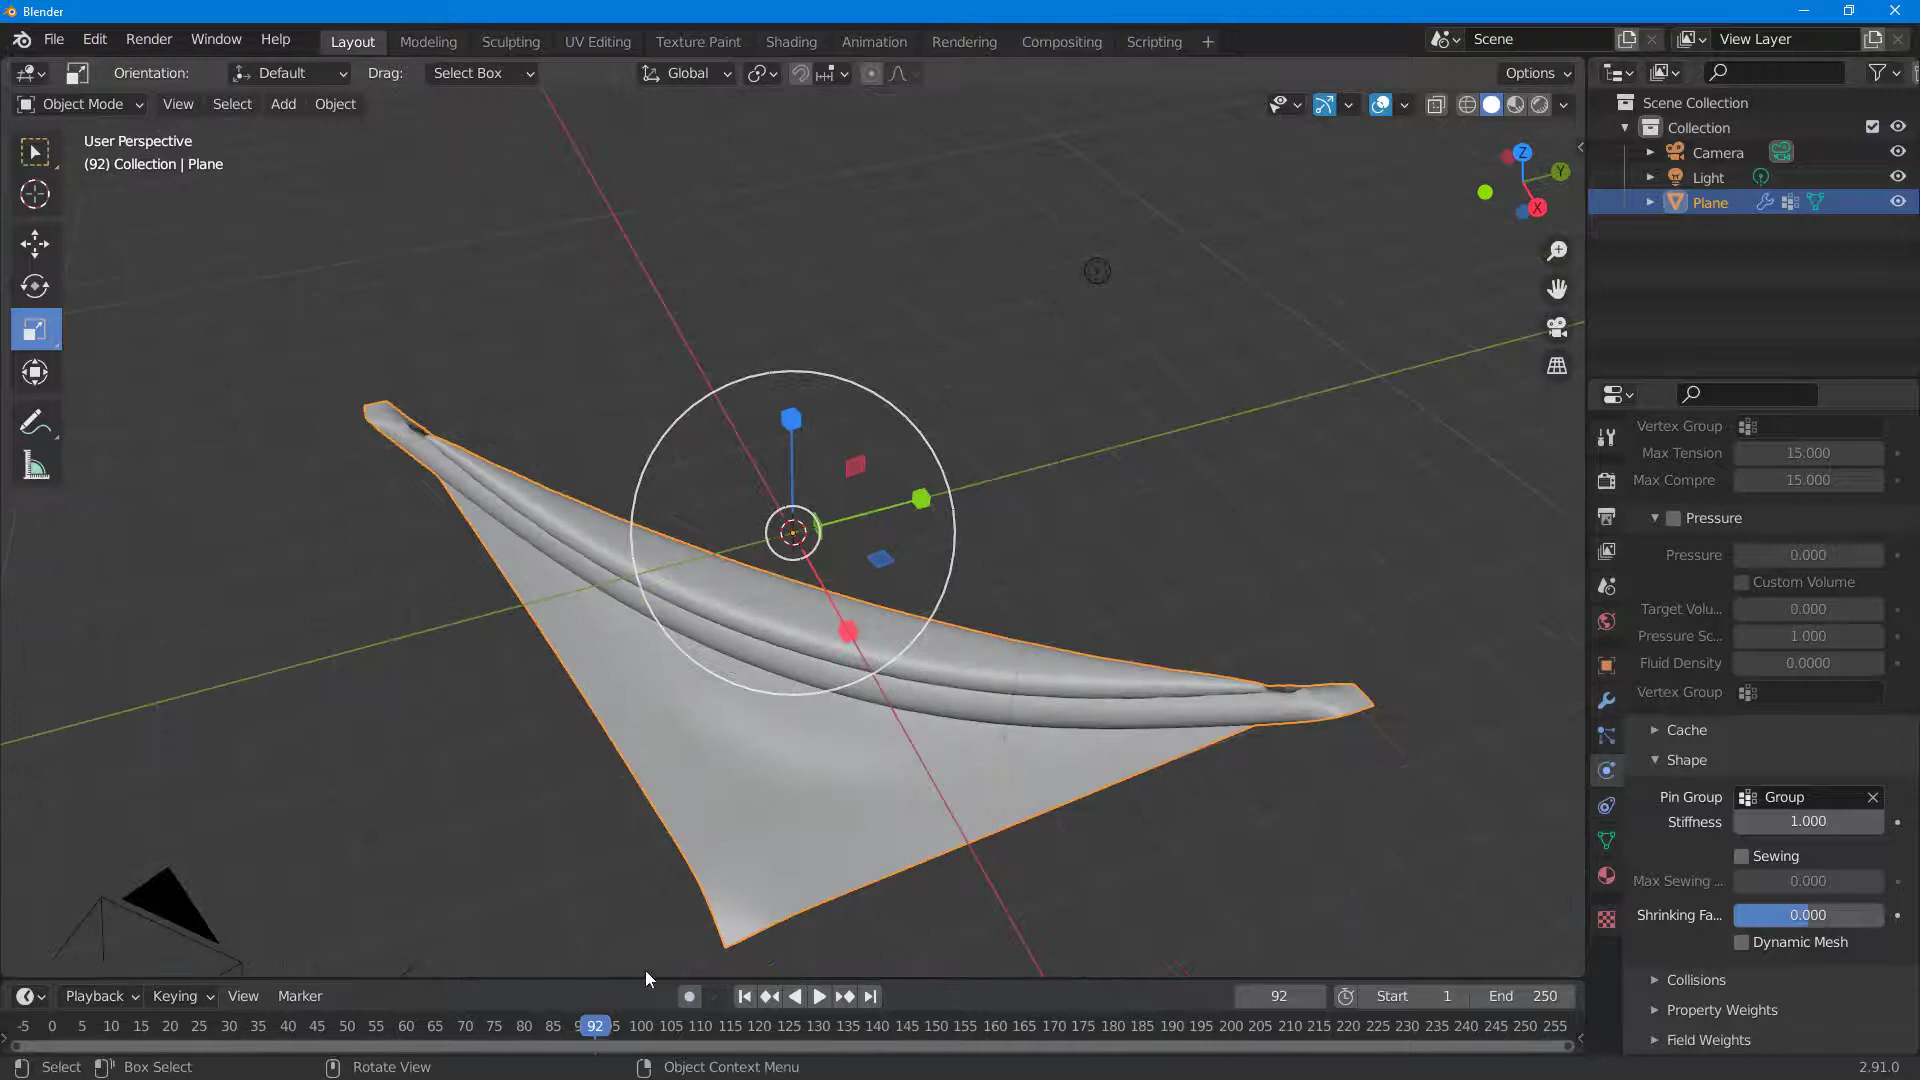 Blender
File Edit Render Window Help Layout Modeling Sculpting UV Editing Texture Paint Shading Animation Rendering Compositing Scripting + Scene View Layer
Orientation: Default Drag: Select Box Global Options
Object Mode View Select Add Object
User Perspective
(92) Collection | Plane
Z
Y
X
Scene Collection
Collection
Camera
Light
Plane
Vertex Group
Max Tension 15.000
Max Compre 15.000
Pressure
Pressure 0.000
Custom Volume
Target Volu... 0.000
Pressure Sc... 1.000
Fluid Density 0.0000
Vertex Group
Cache
Shape
Pin Group Group
Stiffness 1.000
Sewing
Max Sewing ... 0.000
Shrinking Fa... 0.000
Dynamic Mesh
Collisions
Property Weights
Field Weights
Playback Keying View Marker 92 Start 1 End 250
-5 0 5 10 15 20 25 30 35 40 45 50 55 60 65 70 75 80 85 92 95 100 105 110 115 120 125 130 135 140 145 150 155 160 165 170 175 180 185 190 195 200 205 210 215 220 225 230 235 240 245 250 255
Select Box Select Rotate View Object Context Menu 2.91.0